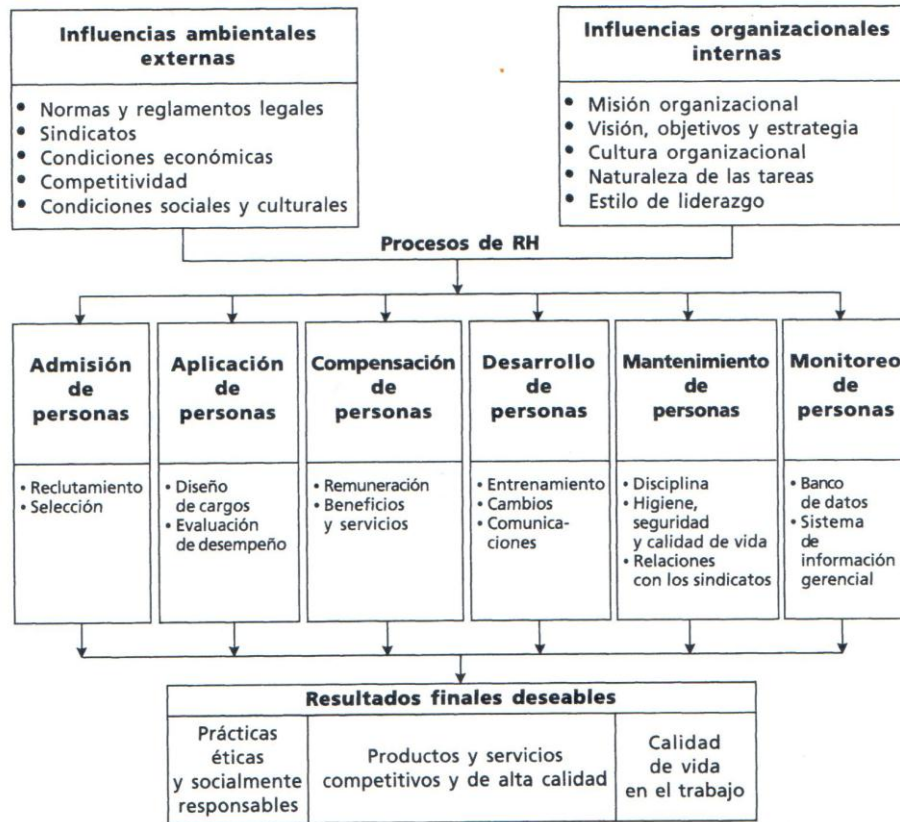 Influencias ambientales
externas
• Normas y reglamentos legales
• Sindicatos
• Condiciones económicas
• Competitividad
• Condiciones sociales y culturales
Influencias organizacionales
internas
• Misión organizacional
• Visión, objetivos y estrategia
• Cultura organizacional
• Naturaleza de las tareas
• Estilo de liderazgo
Procesos de RH
Admisión
de
personas
• Reclutamiento
• Selección
Aplicación
de
personas
• Diseño
de cargos
• Evaluación
de desempeño
Compensación
de
personas
• Remuneración
• Beneficios
y servicios
Desarrollo
de
personas
• Entrenamiento
• Cambios
• Comunica-
ciones
Mantenimiento
de
personas
• Disciplina
• Higiene,
seguridad
y calidad de vida
• Relaciones
con los sindicatos
Monitoreo
de
personas
• Banco
de datos
• Sistema
de
información
gerencial
Resultados finales deseables
Prácticas
éticas
y socialmente
responsables
Productos y servicios
competitivos y de alta calidad
Calidad
de vida
en el trabajo